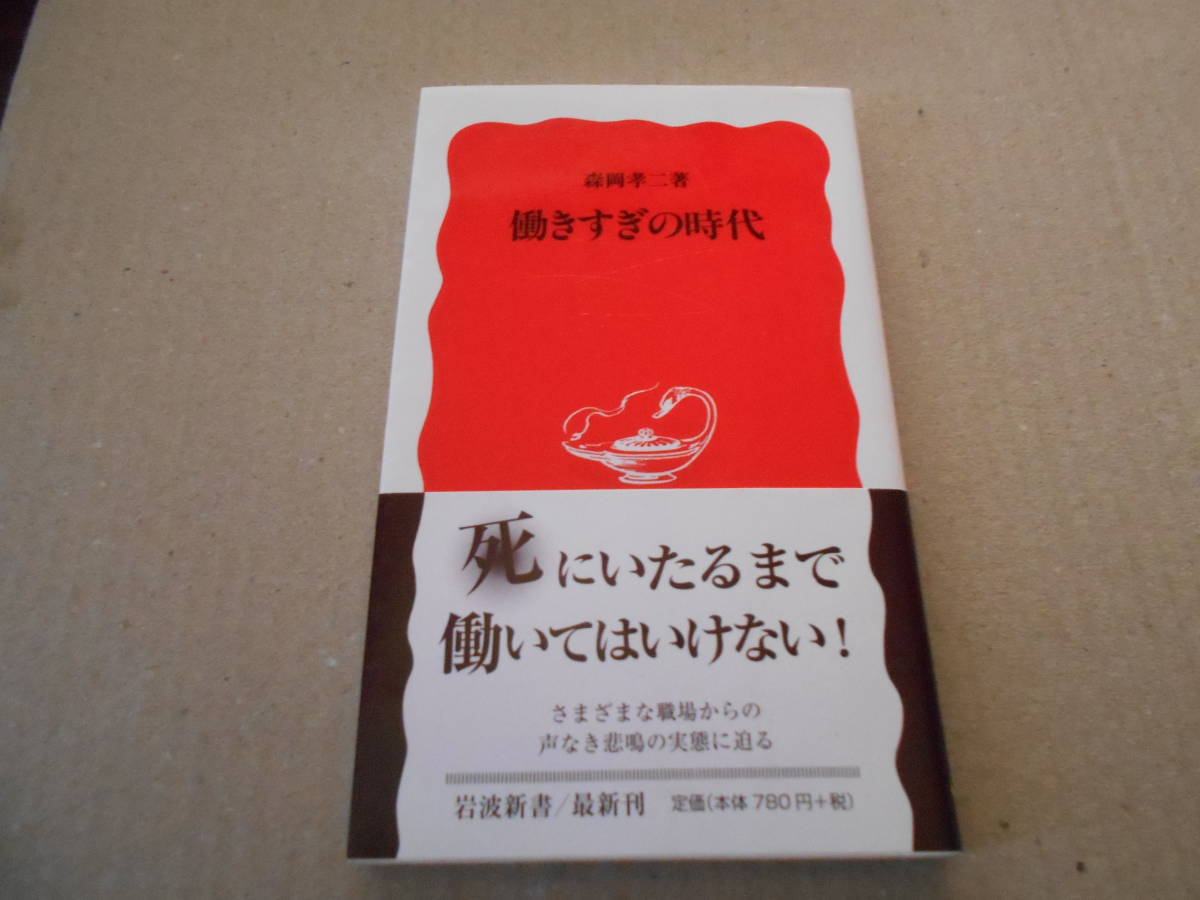 森岡孝二著
働きすぎの時代
死にいたるまで
働いてはいけない!
さまざまな職場からの
声なき悲鳴の実態に迫る
岩波新書/最新刊 定価(本体780円+税)